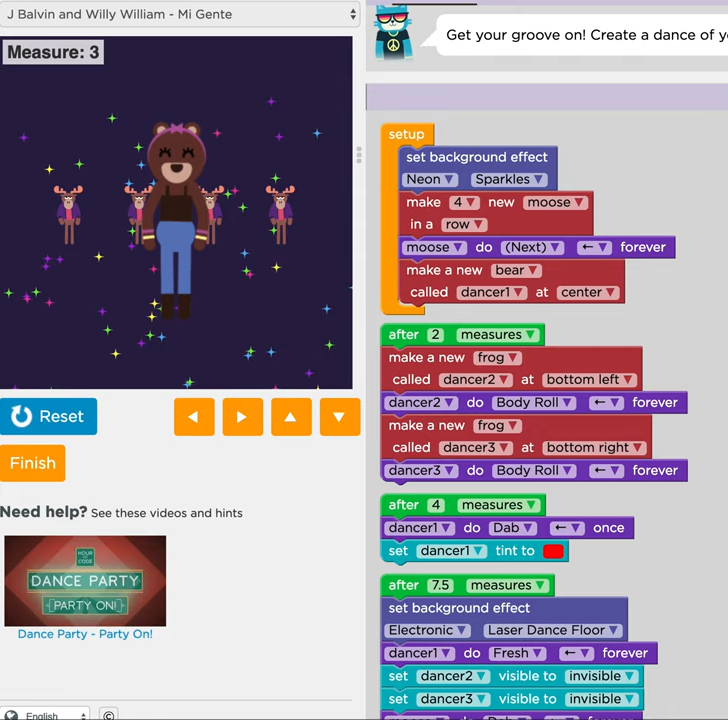 J Balvin and Willy William - Mi Gente
Measure: 3
Reset
Finish
Need help? See these videos and hints
HOUR
OF
CODE
DANCE PARTY
PARTY ON!
Dance Party - Party On!
English
©
Get your groove on! Create a dance of y
setup
set background effect
Neon Sparkles
make 4 new moose
in a row
moose do (Next) ← forever
make a new bear
called dancer1 at center
after 2 measures
make a new frog
called dancer2 at bottom left
dancer2 do Body Roll ← forever
make a new frog
called dancer3 at bottom right
dancer3 do Body Roll ← forever
after 4 measures
dancer1 do Dab ← once
set dancer1 tint to
after 7.5 measures
set background effect
Electronic Laser Dance Floor
dancer1 do Fresh ← forever
set dancer2 visible to invisible
set dancer3 visible to invisible